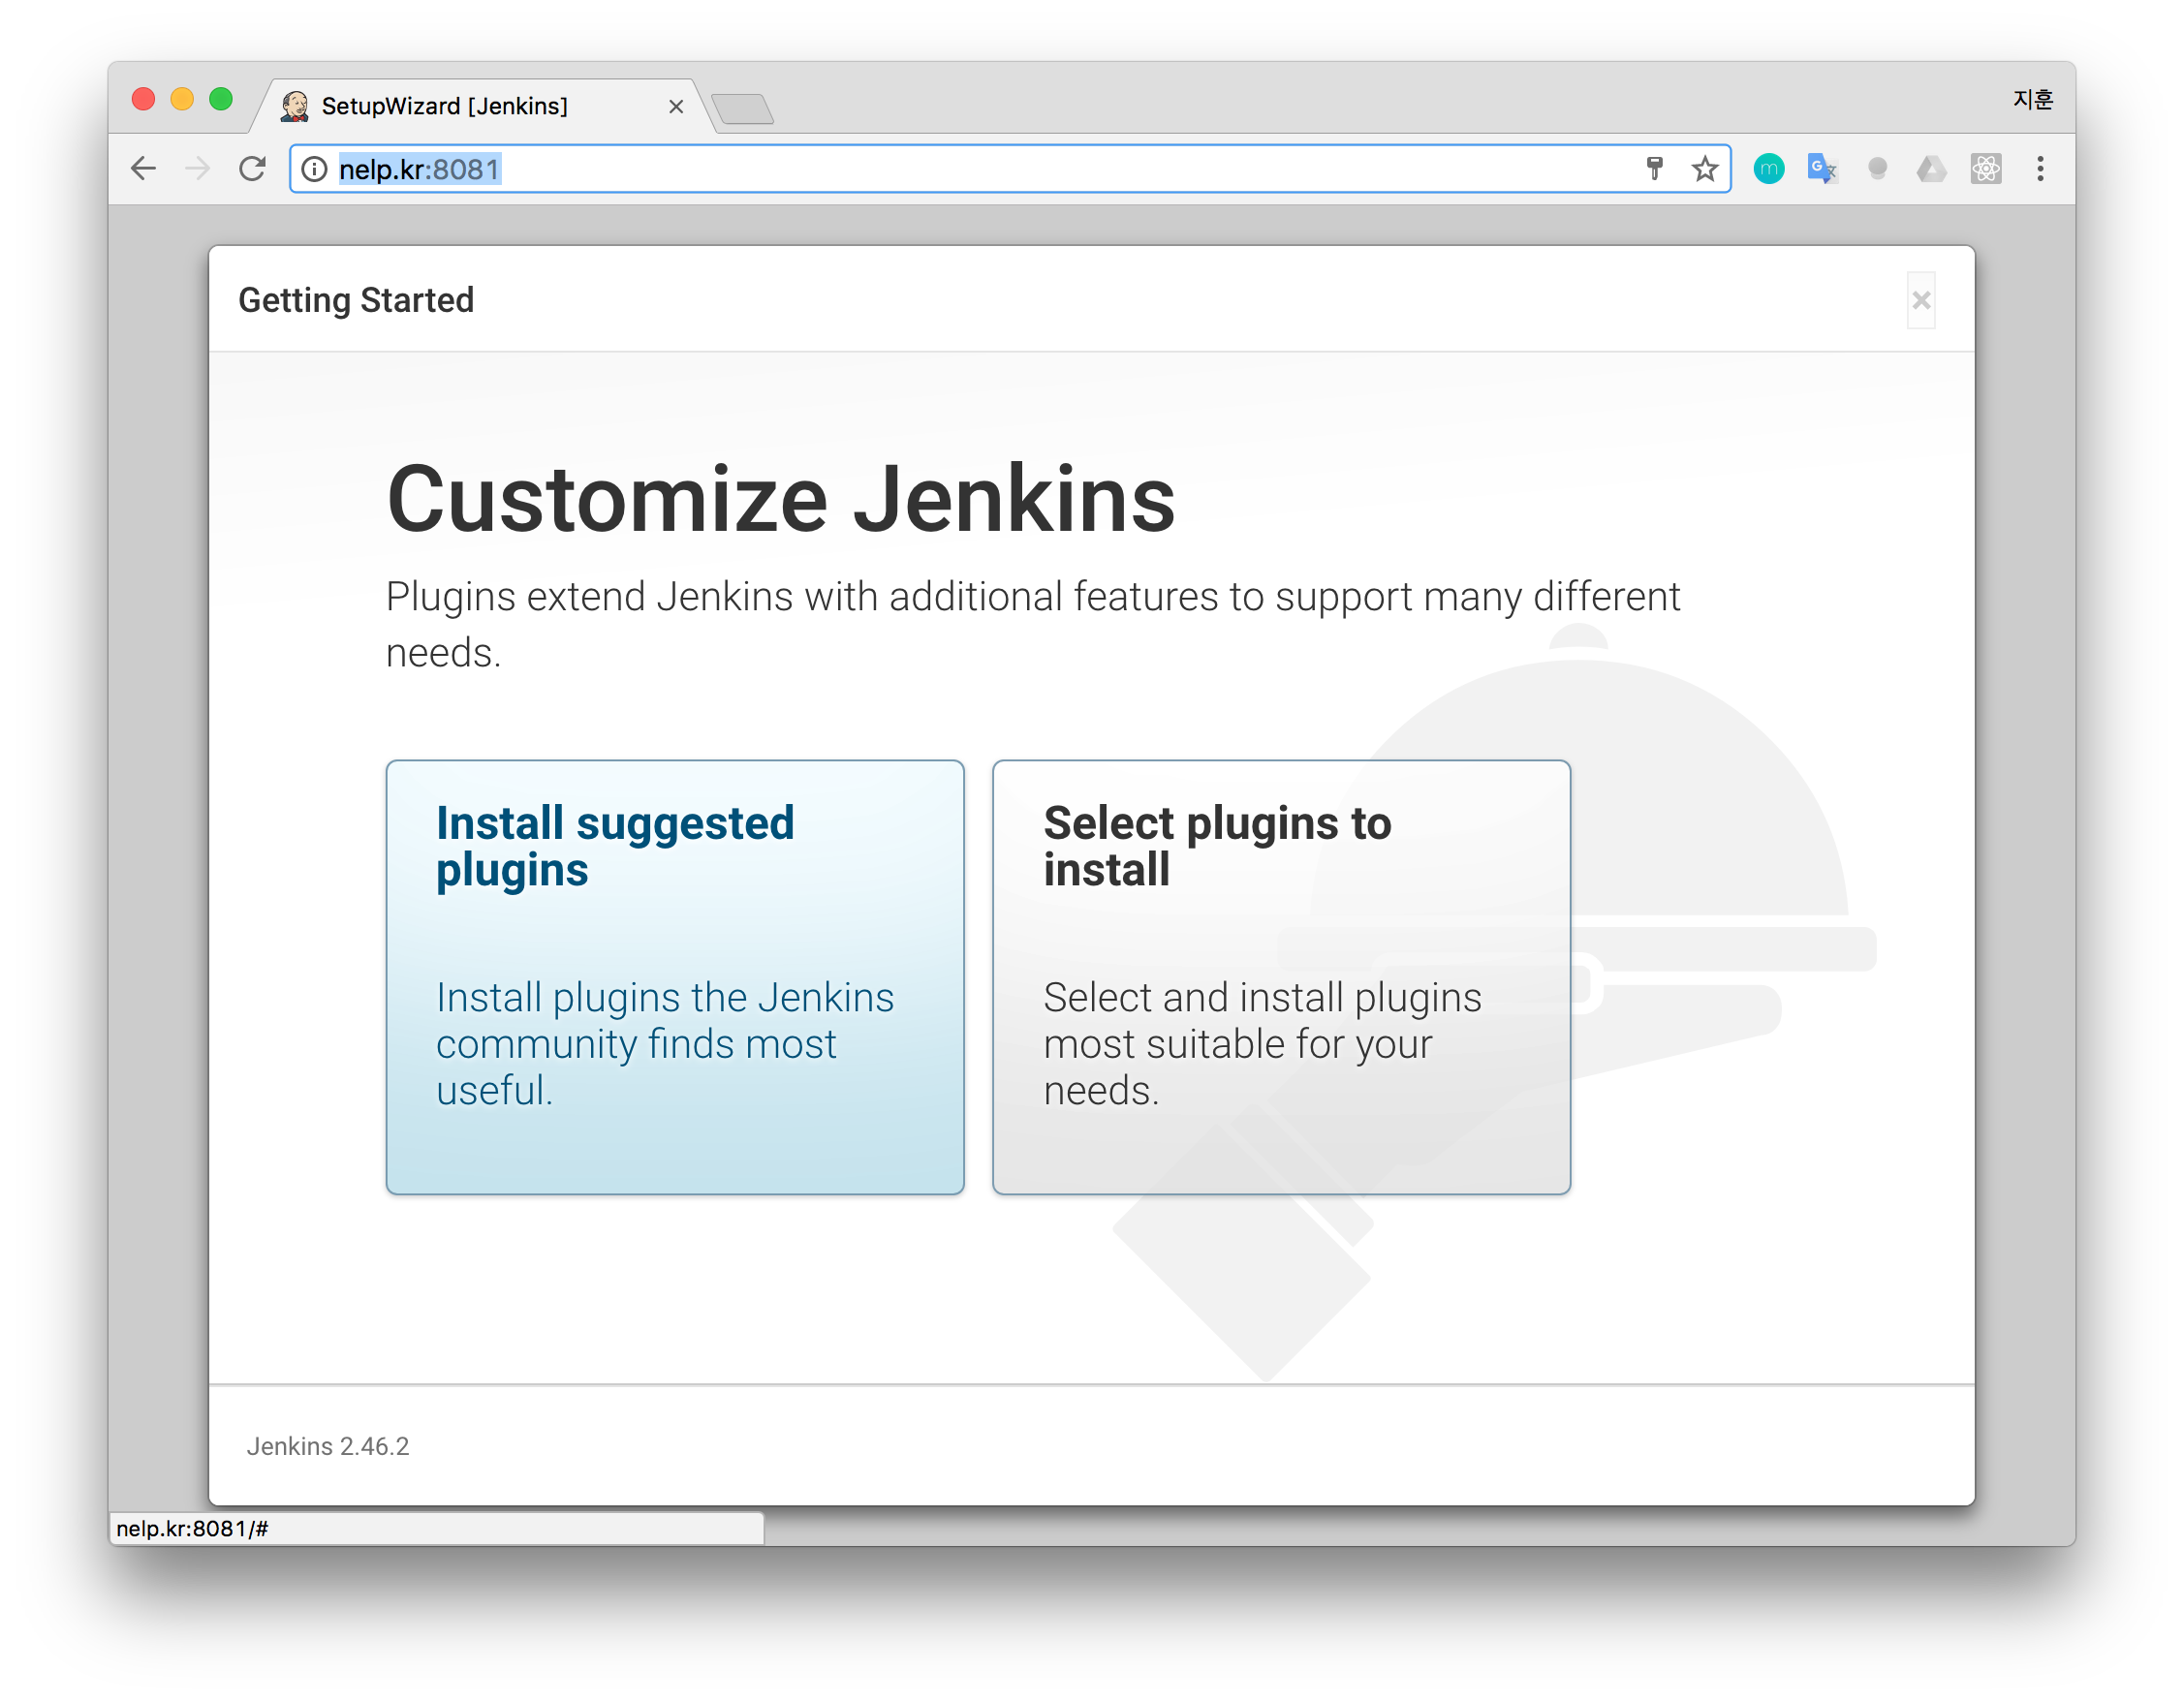 SetupWizard [Jenkins]
지훈
nelp.kr:8081
Getting Started
Customize Jenkins
Plugins extend Jenkins with additional features to support many different
needs.
Install suggested
plugins
Install plugins the Jenkins
community finds most
useful.
Select plugins to
install
Select and install plugins
most suitable for your
needs.
Jenkins 2.46.2
nelp.kr:8081/#